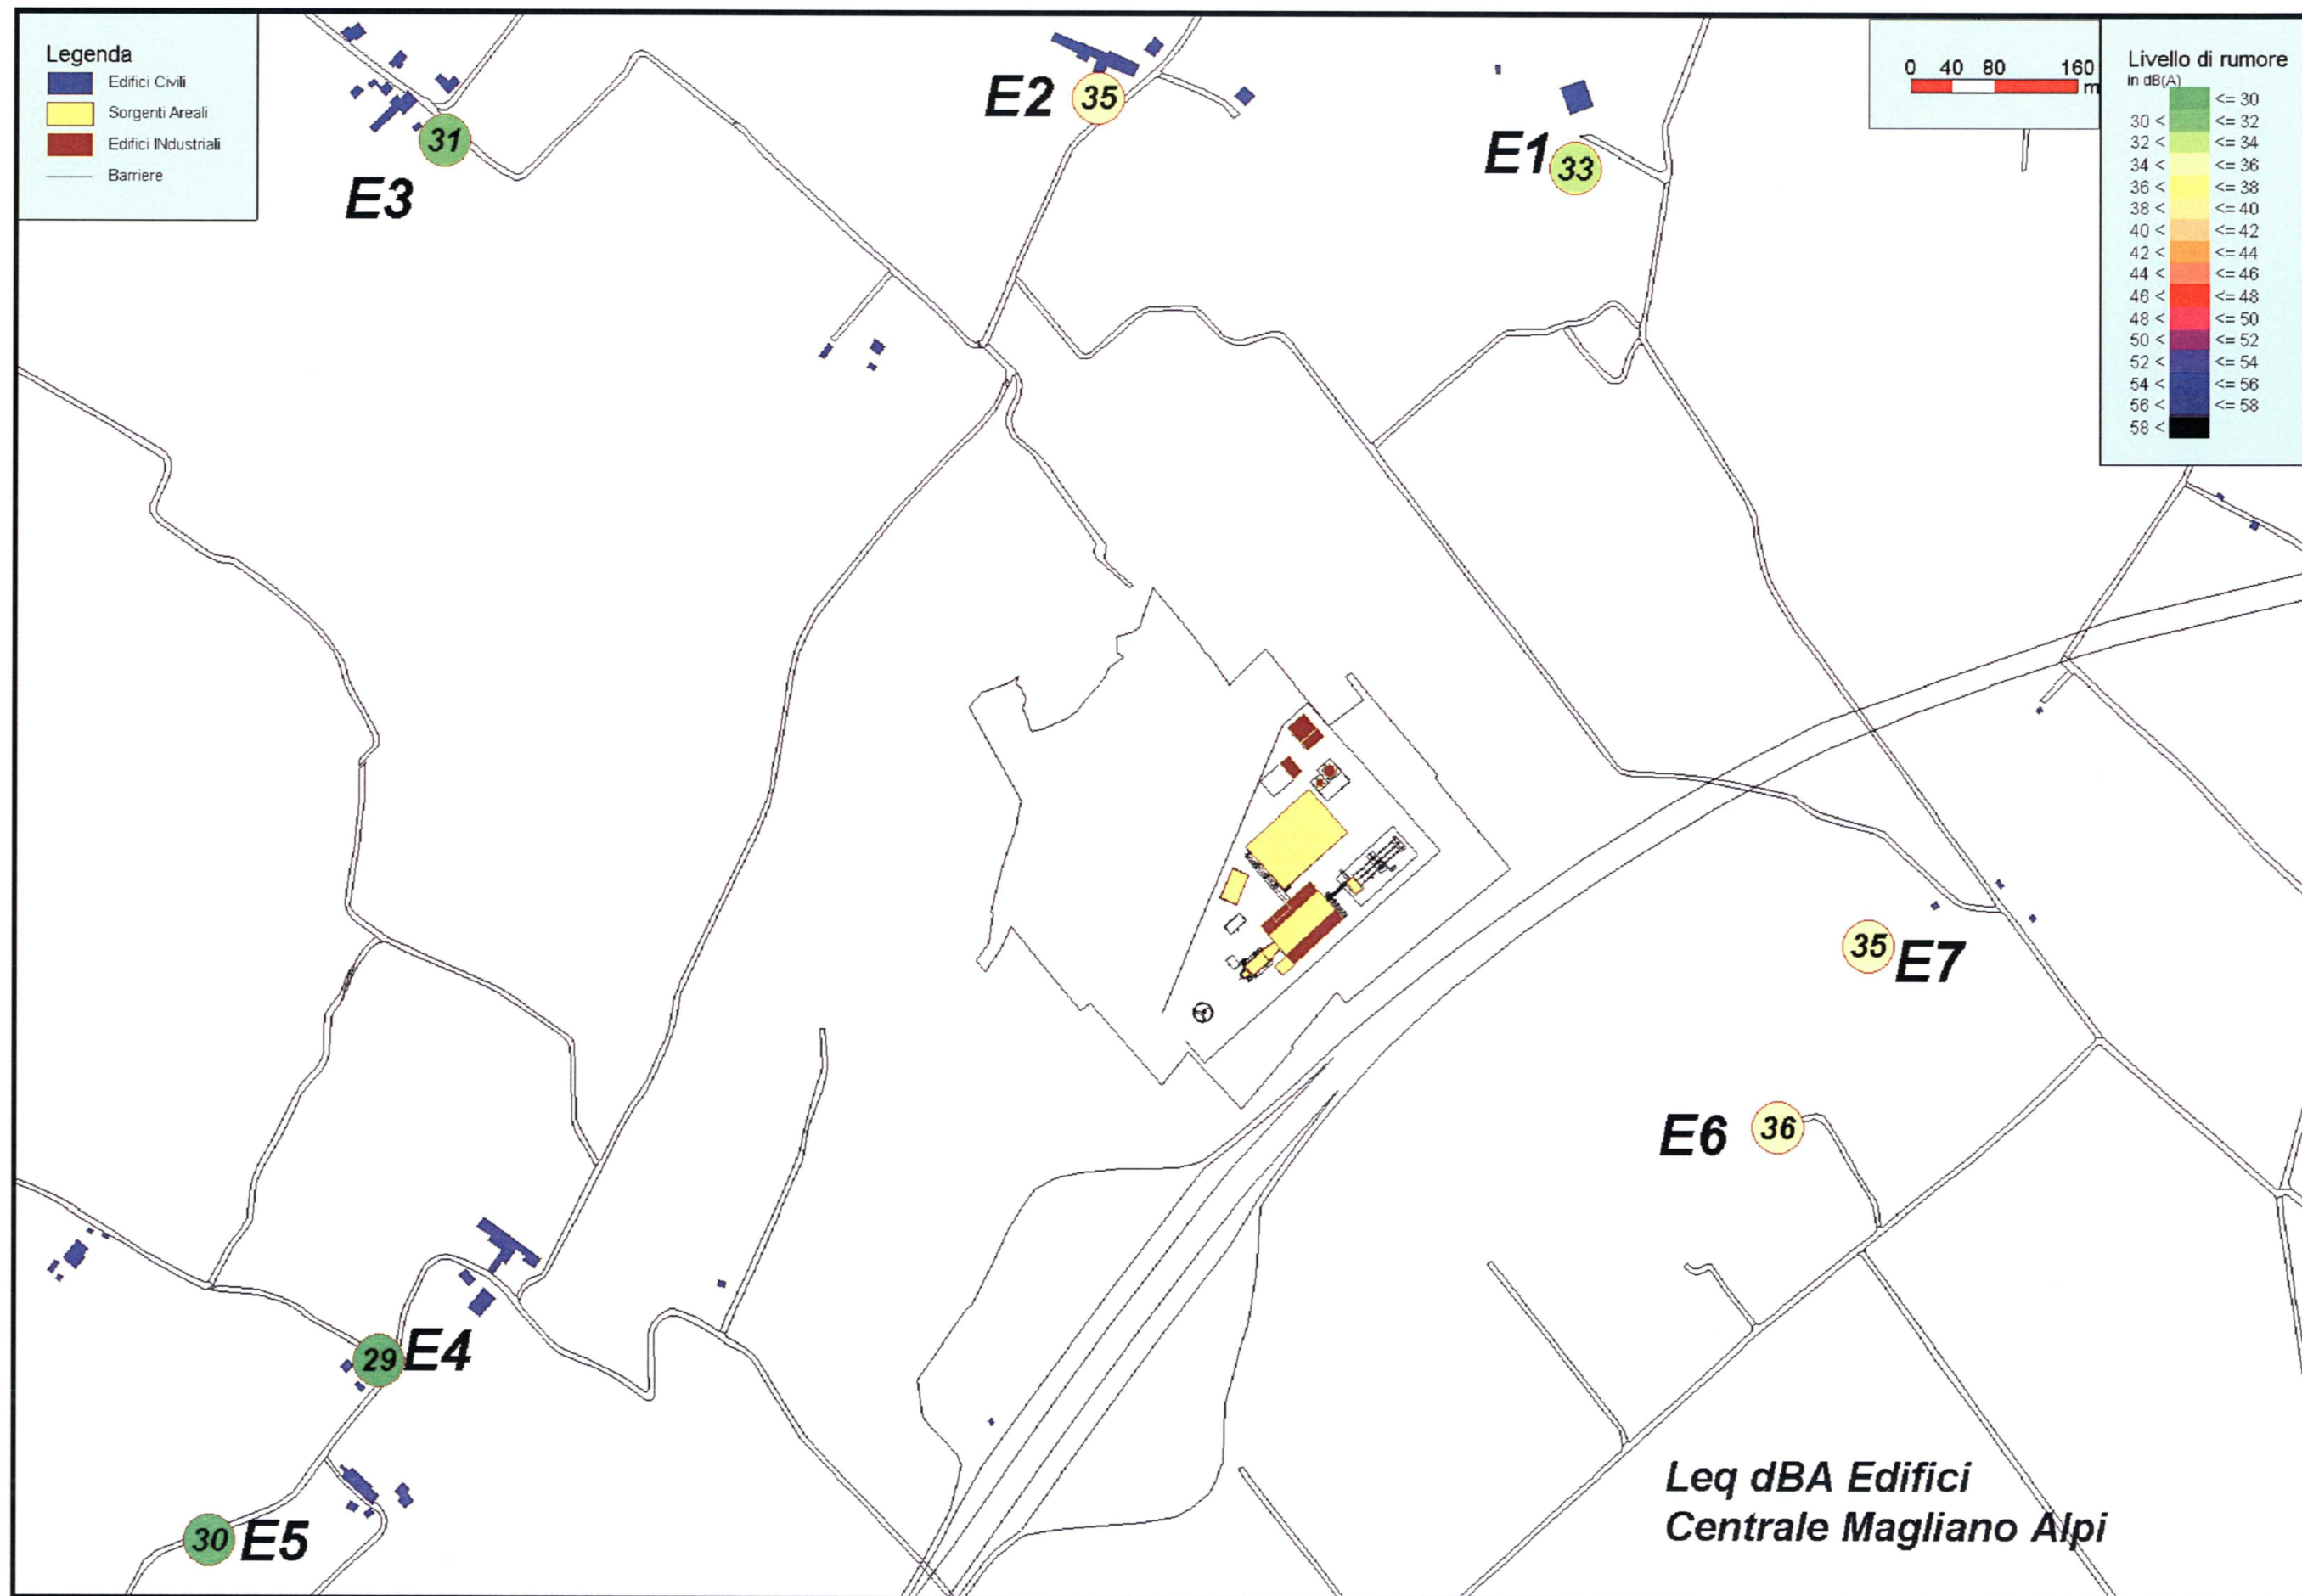 Legenda
Edifici Civili
Sorgenti Areali
Edifici INdustriali
Barriere
E2
35
E1
33
31
E3
0 40 80 160
m
Livello di rumore
in dB(A)
<= 30
30 < <= 32
32 < <= 34
34 < <= 36
36 < <= 38
38 < <= 40
40 < <= 42
42 < <= 44
44 < <= 46
46 < <= 48
48 < <= 50
50 < <= 52
52 < <= 54
54 < <= 56
56 < <= 58
58 <
35
E7
E6
36
29
E4
30
E5
Leq dBA Edifici
Centrale Magliano Alpi